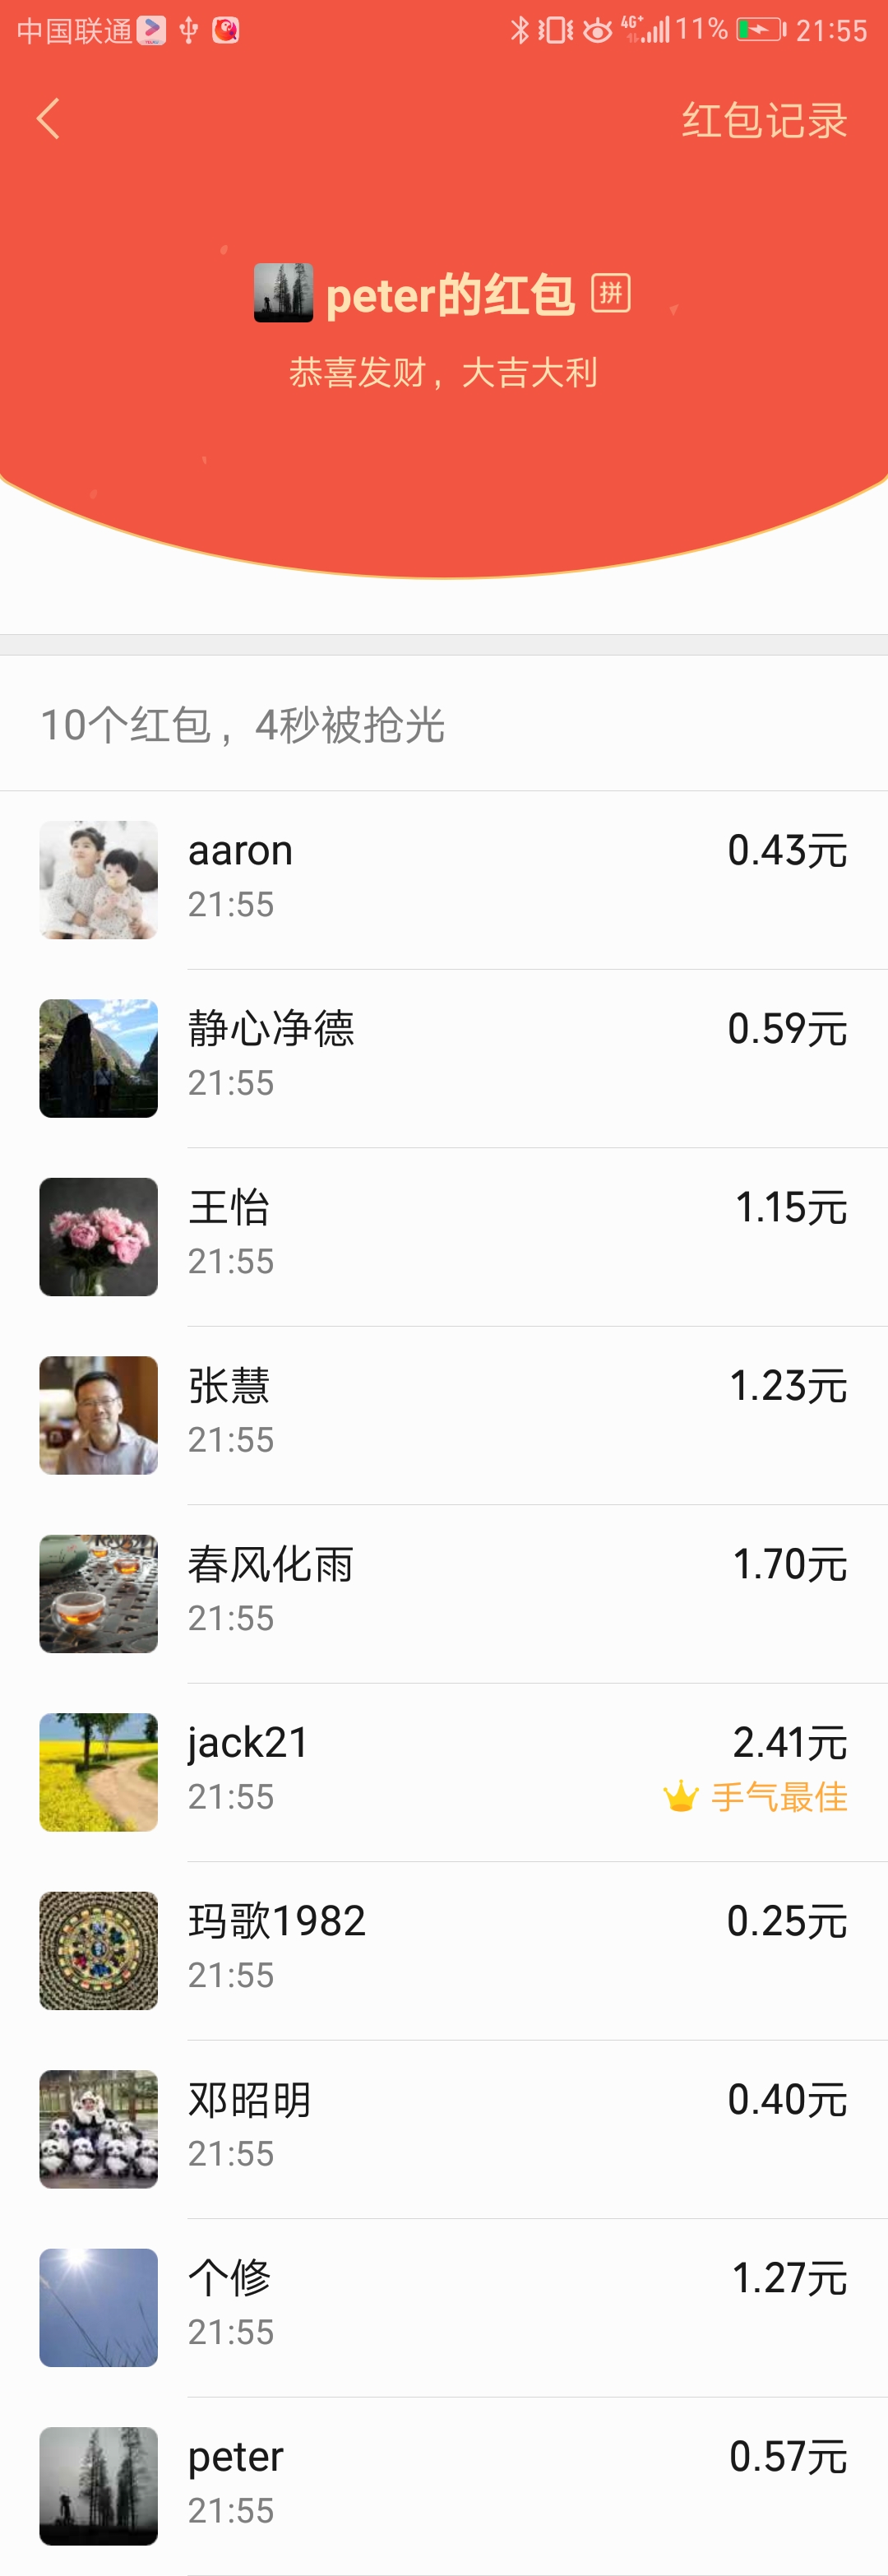 中国联通 4G+ 11% 21:55
红包记录
peter的红包 拼
恭喜发财，大吉大利
10个红包，4秒被抢光
aaron 0.43元
21:55
静心净德 0.59元
21:55
王怡 1.15元
21:55
张慧 1.23元
21:55
春风化雨 1.70元
21:55
jack21 2.41元
21:55 手气最佳
玛歌1982 0.25元
21:55
邓昭明 0.40元
21:55
个修 1.27元
21:55
peter 0.57元
21:55